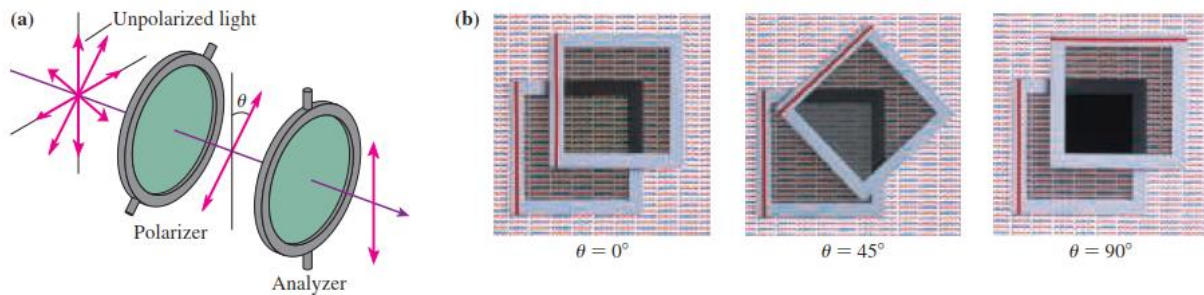 (a)
Unpolarized light
θ
Polarizer
Analyzer
(b)
θ = 0°
θ = 45°
θ = 90°